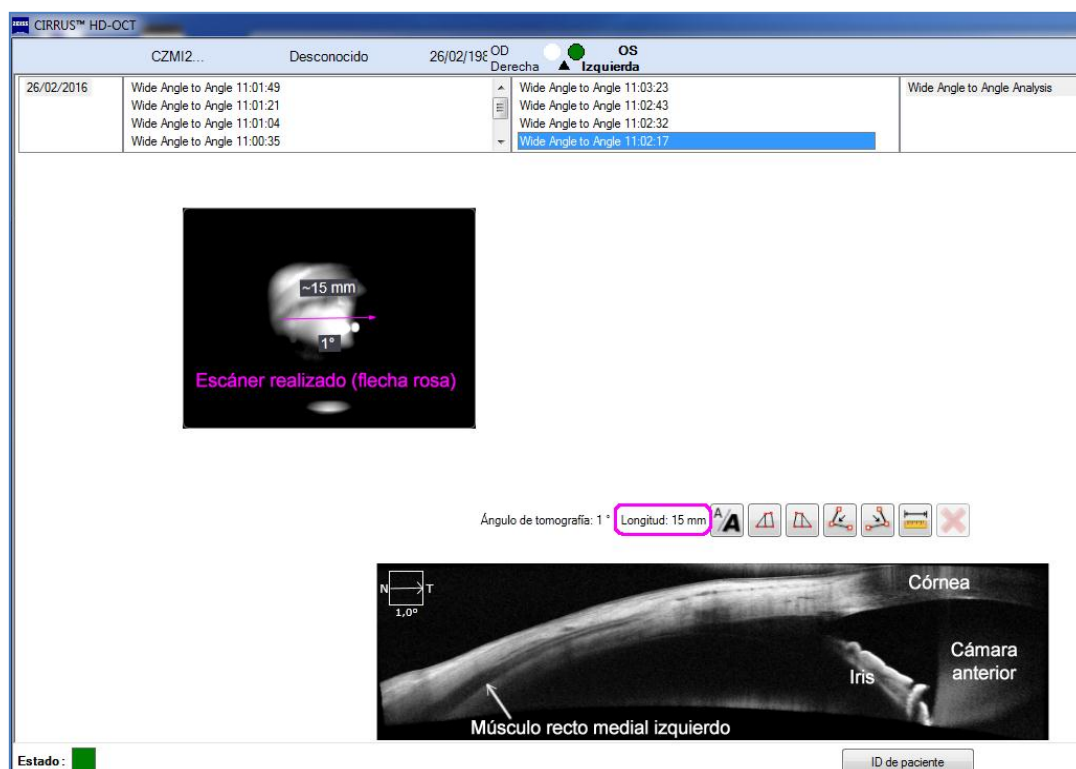 ZEISS CIRRUS™ HD-OCT
CZMI2... Desconocido 26/02/198 OD OS
Derecha Izquierda
26/02/2016 Wide Angle to Angle 11:01:49 Wide Angle to Angle 11:03:23 Wide Angle to Angle Analysis
Wide Angle to Angle 11:01:21 Wide Angle to Angle 11:02:43
Wide Angle to Angle 11:01:04 Wide Angle to Angle 11:02:32
Wide Angle to Angle 11:00:35 Wide Angle to Angle 11:02:17
~15 mm
1°
Escáner realizado (flecha rosa)
Ángulo de tomografía: 1 ° Longitud: 15 mm A/A
N T
1,0º
Córnea
Cámara
anterior
Iris
Músculo recto medial izquierdo
Estado : ID de paciente